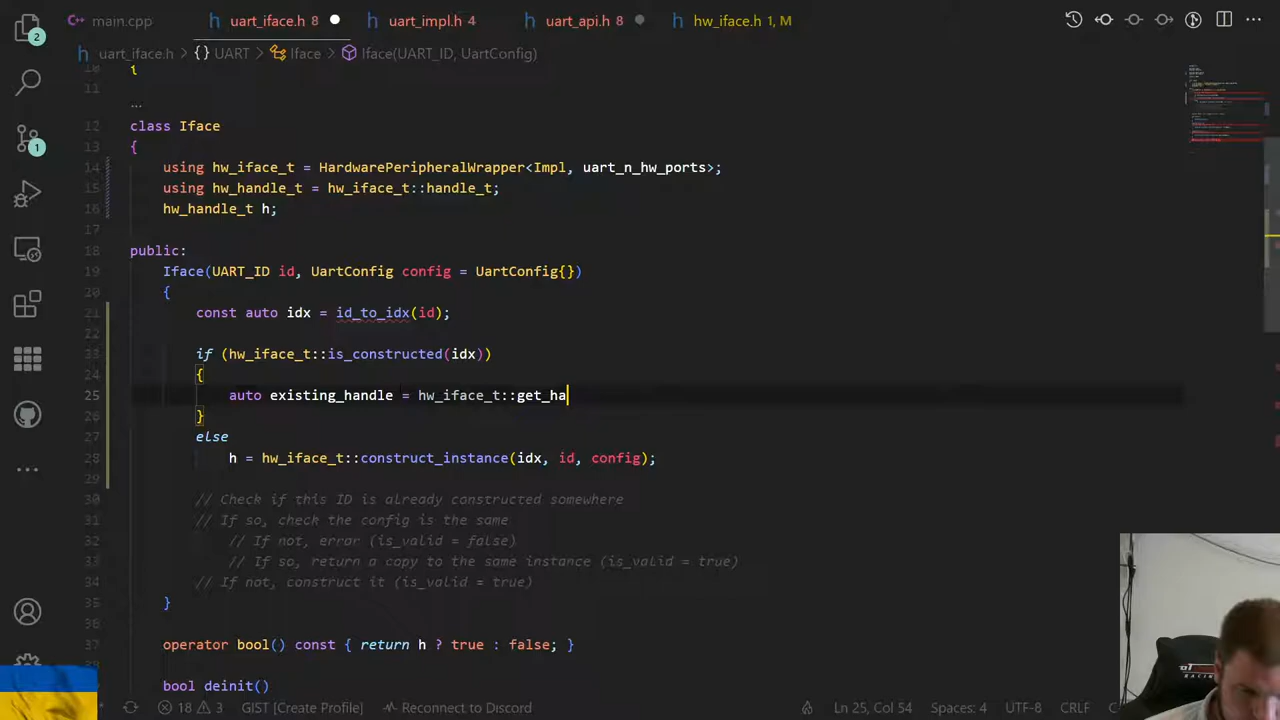 main.cpp
uart_iface.h 8
uart_impl.h 4
uart_api.h 8
hw_iface.h 1, M
uart_iface.h > {} UART > Iface > Iface(UART_ID, UartConfig)
10 {
11
...
12 class Iface
13 {
14 using hw_iface_t = HardwarePeripheralWrapper<Impl, uart_n_hw_ports>;
15 using hw_handle_t = hw_iface_t::handle_t;
16 hw_handle_t h;
17
18 public:
19 Iface(UART_ID id, UartConfig config = UartConfig{})
20 {
21 const auto idx = id_to_idx(id);
22
23 if (hw_iface_t::is_constructed(idx))
24 {
25 auto existing_handle = hw_iface_t::get_ha
26 }
27 else
28 h = hw_iface_t::construct_instance(idx, id, config);
29
30 // Check if this ID is already constructed somewhere
31 // If so, check the config is the same
32 // If not, error (is_valid = false)
33 // If so, return a copy to the same instance (is_valid = true)
34 // If not, construct it (is_valid = true)
35 }
36
37 operator bool() const { return h ? true : false; }
38
39 bool deinit()
2
1
18 3 GIST [Create Profile] Reconnect to Discord Ln 25, Col 54 Spaces: 4 UTF-8 CRLF
RACING